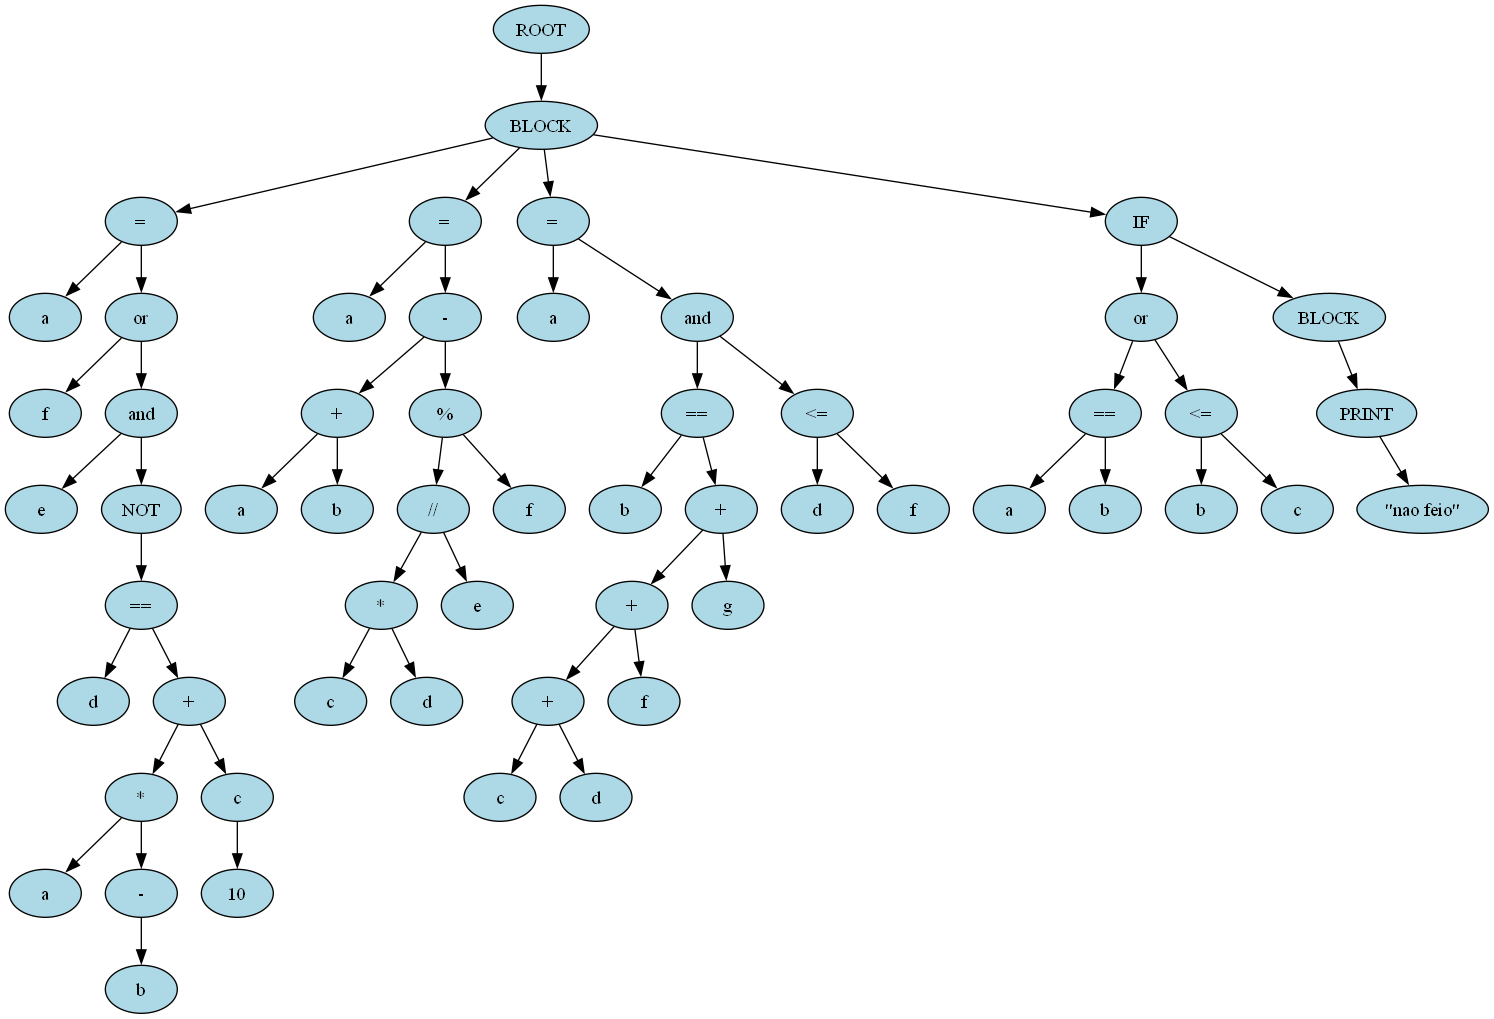 ROOT
BLOCK
= = = IF
a or a - a and or BLOCK
f and + % == <= == <= PRINT
e NOT a b // f b + d f a b b c "nao feio"
== * e + g
d + c d + f
* c c d
a - 10
b